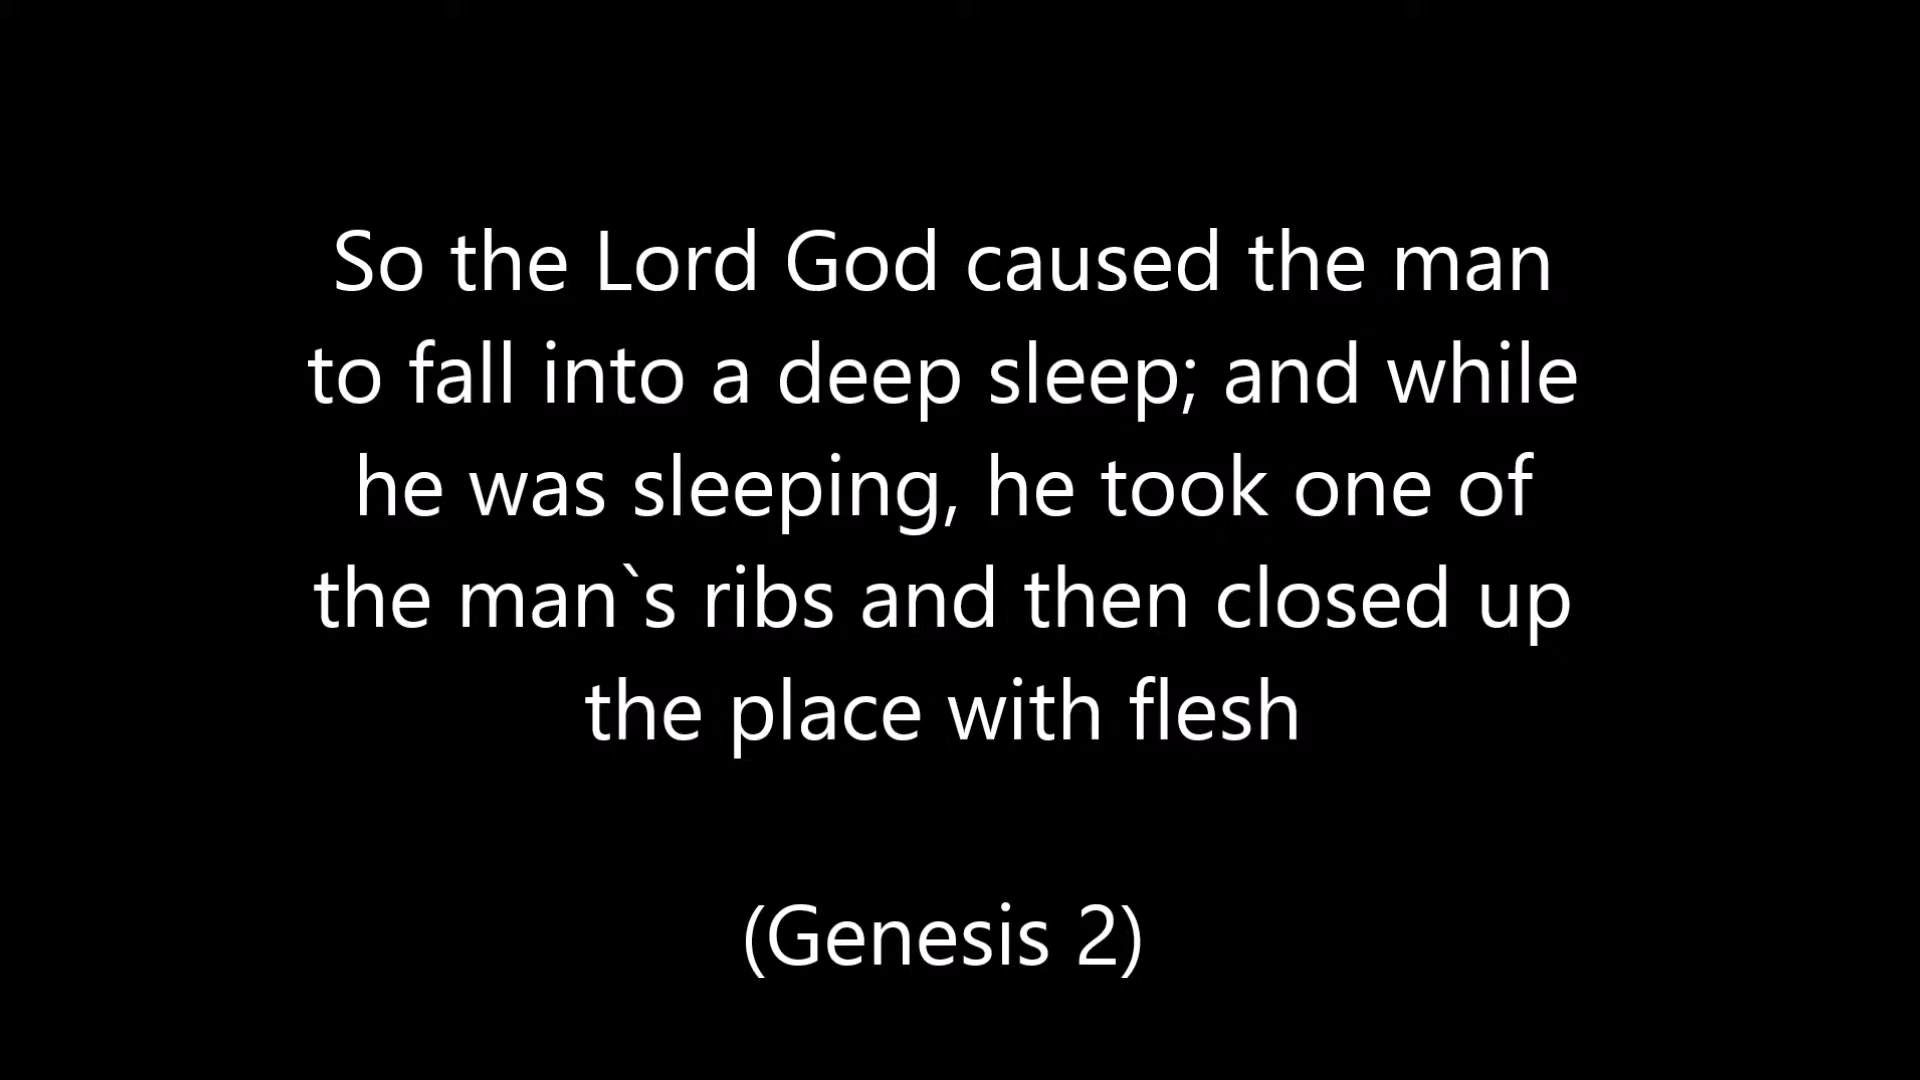 So the Lord God caused the man
to fall into a deep sleep; and while
he was sleeping, he took one of
the man`s ribs and then closed up
the place with flesh
(Genesis 2)